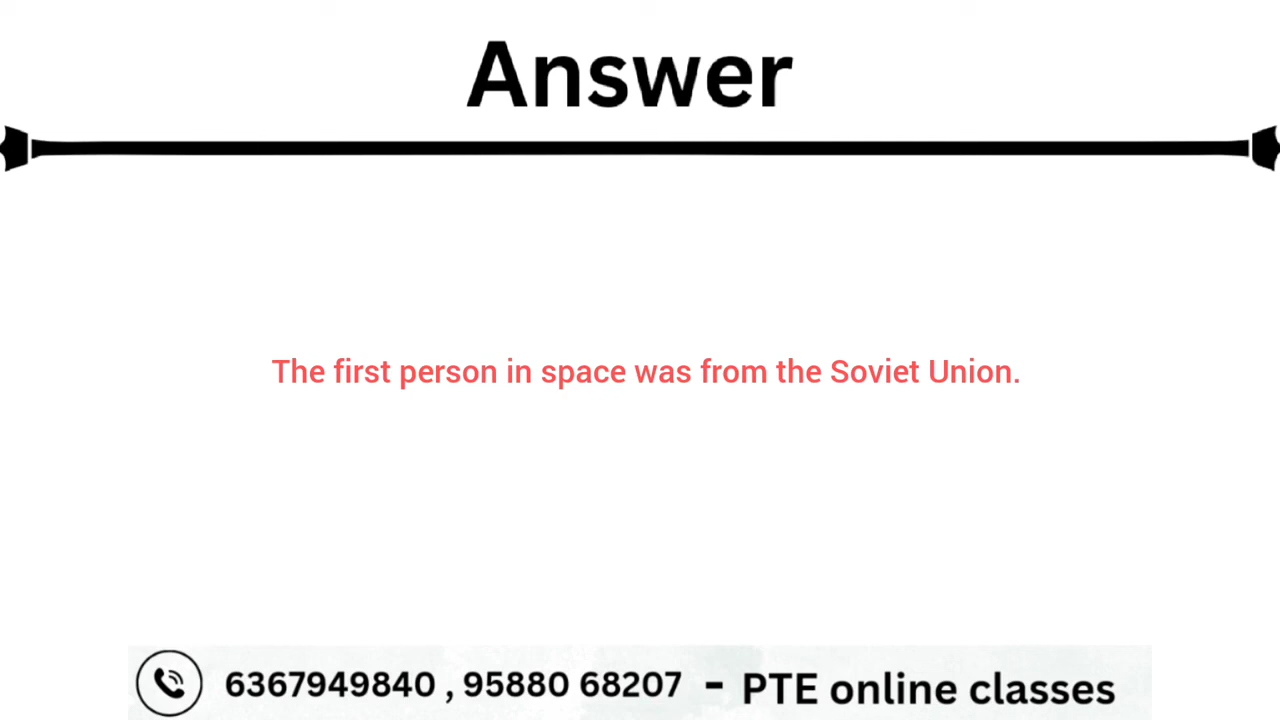 Answer
The first person in space was from the Soviet Union.
6367949840 , 95880 68207 - PTE online classes